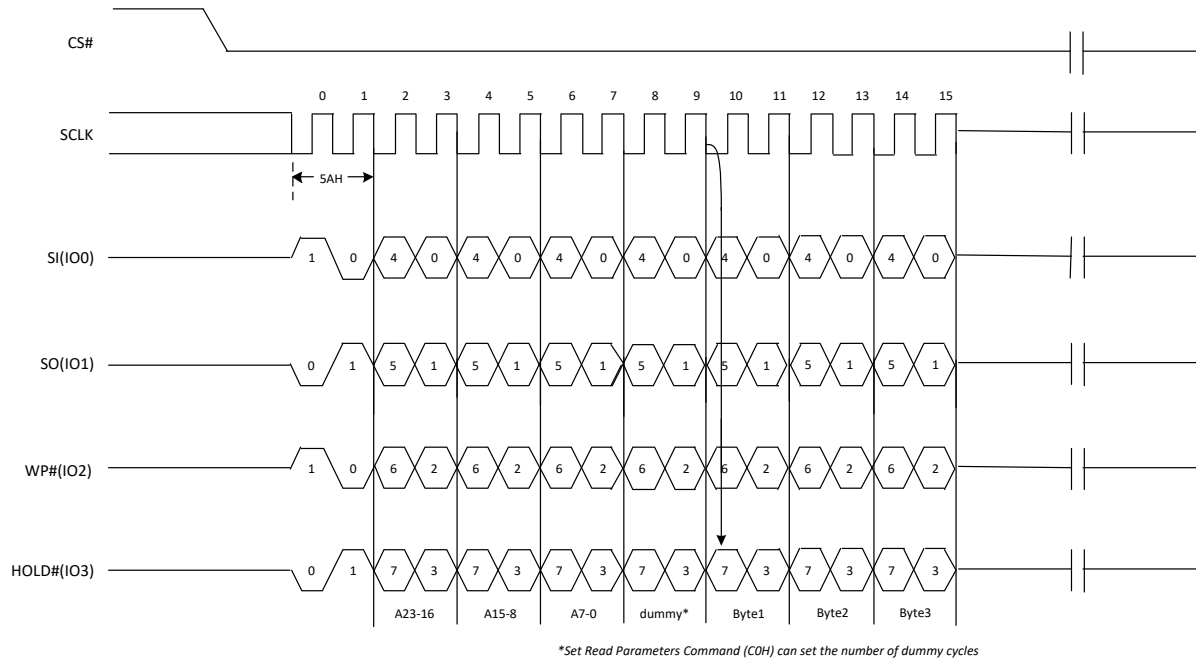 CS#
0 1 2 3 4 5 6 7 8 9 10 11 12 13 14 15
SCLK
5AH
SI(IO0) 1 0 4 0 4 0 4 0 4 0 4 0 4 0 4 0
SO(IO1) 0 1 5 1 5 1 5 1 5 1 5 1 5 1 5 1
WP#(IO2) 1 0 6 2 6 2 6 2 6 2 6 2 6 2 6 2
HOLD#(IO3) 0 1 7 3 7 3 7 3 7 3 7 3 7 3 7 3
A23-16 A15-8 A7-0 dummy* Byte1 Byte2 Byte3
*Set Read Parameters Command (C0H) can set the number of dummy cycles